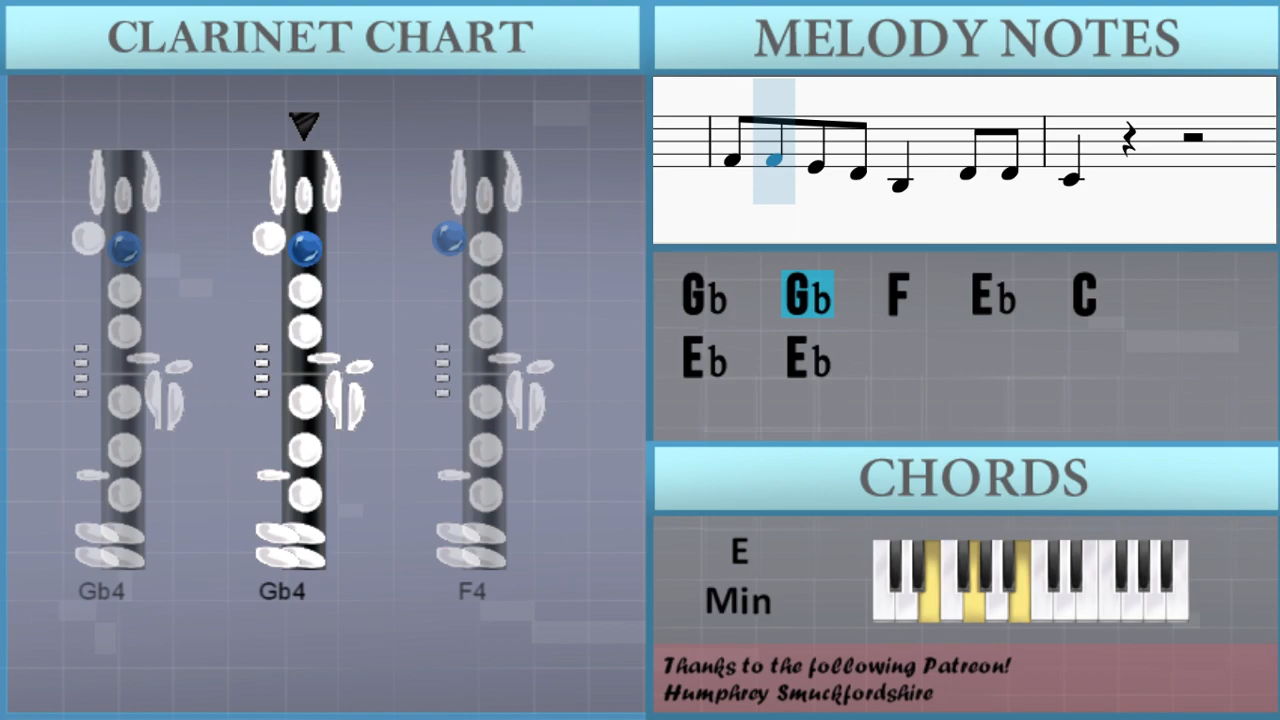 CLARINET CHART
Gb4 Gb4 F4
MELODY NOTES
Gb Gb F Eb C
Eb Eb
CHORDS
E
Min
Thanks to the following Patreon!
Humphrey Smuckfordshire